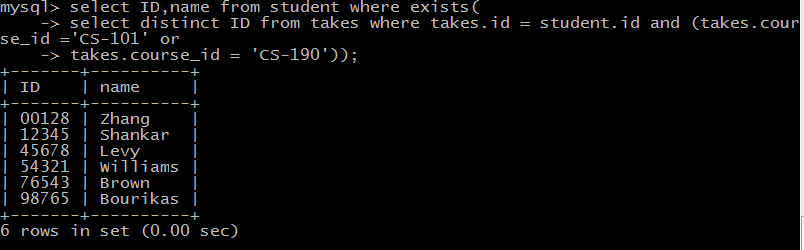 mysql> select ID,name from student where exists(
    -> select distinct ID from takes where takes.id = student.id and (takes.cour
se_id ='CS-101' or
    -> takes.course_id = 'CS-190'));
+-------+----------+
| ID    | name     |
+-------+----------+
| 00128 | Zhang    |
| 12345 | Shankar  |
| 45678 | Levy     |
| 54321 | Williams |
| 76543 | Brown    |
| 98765 | Bourikas |
+-------+----------+
6 rows in set (0.00 sec)